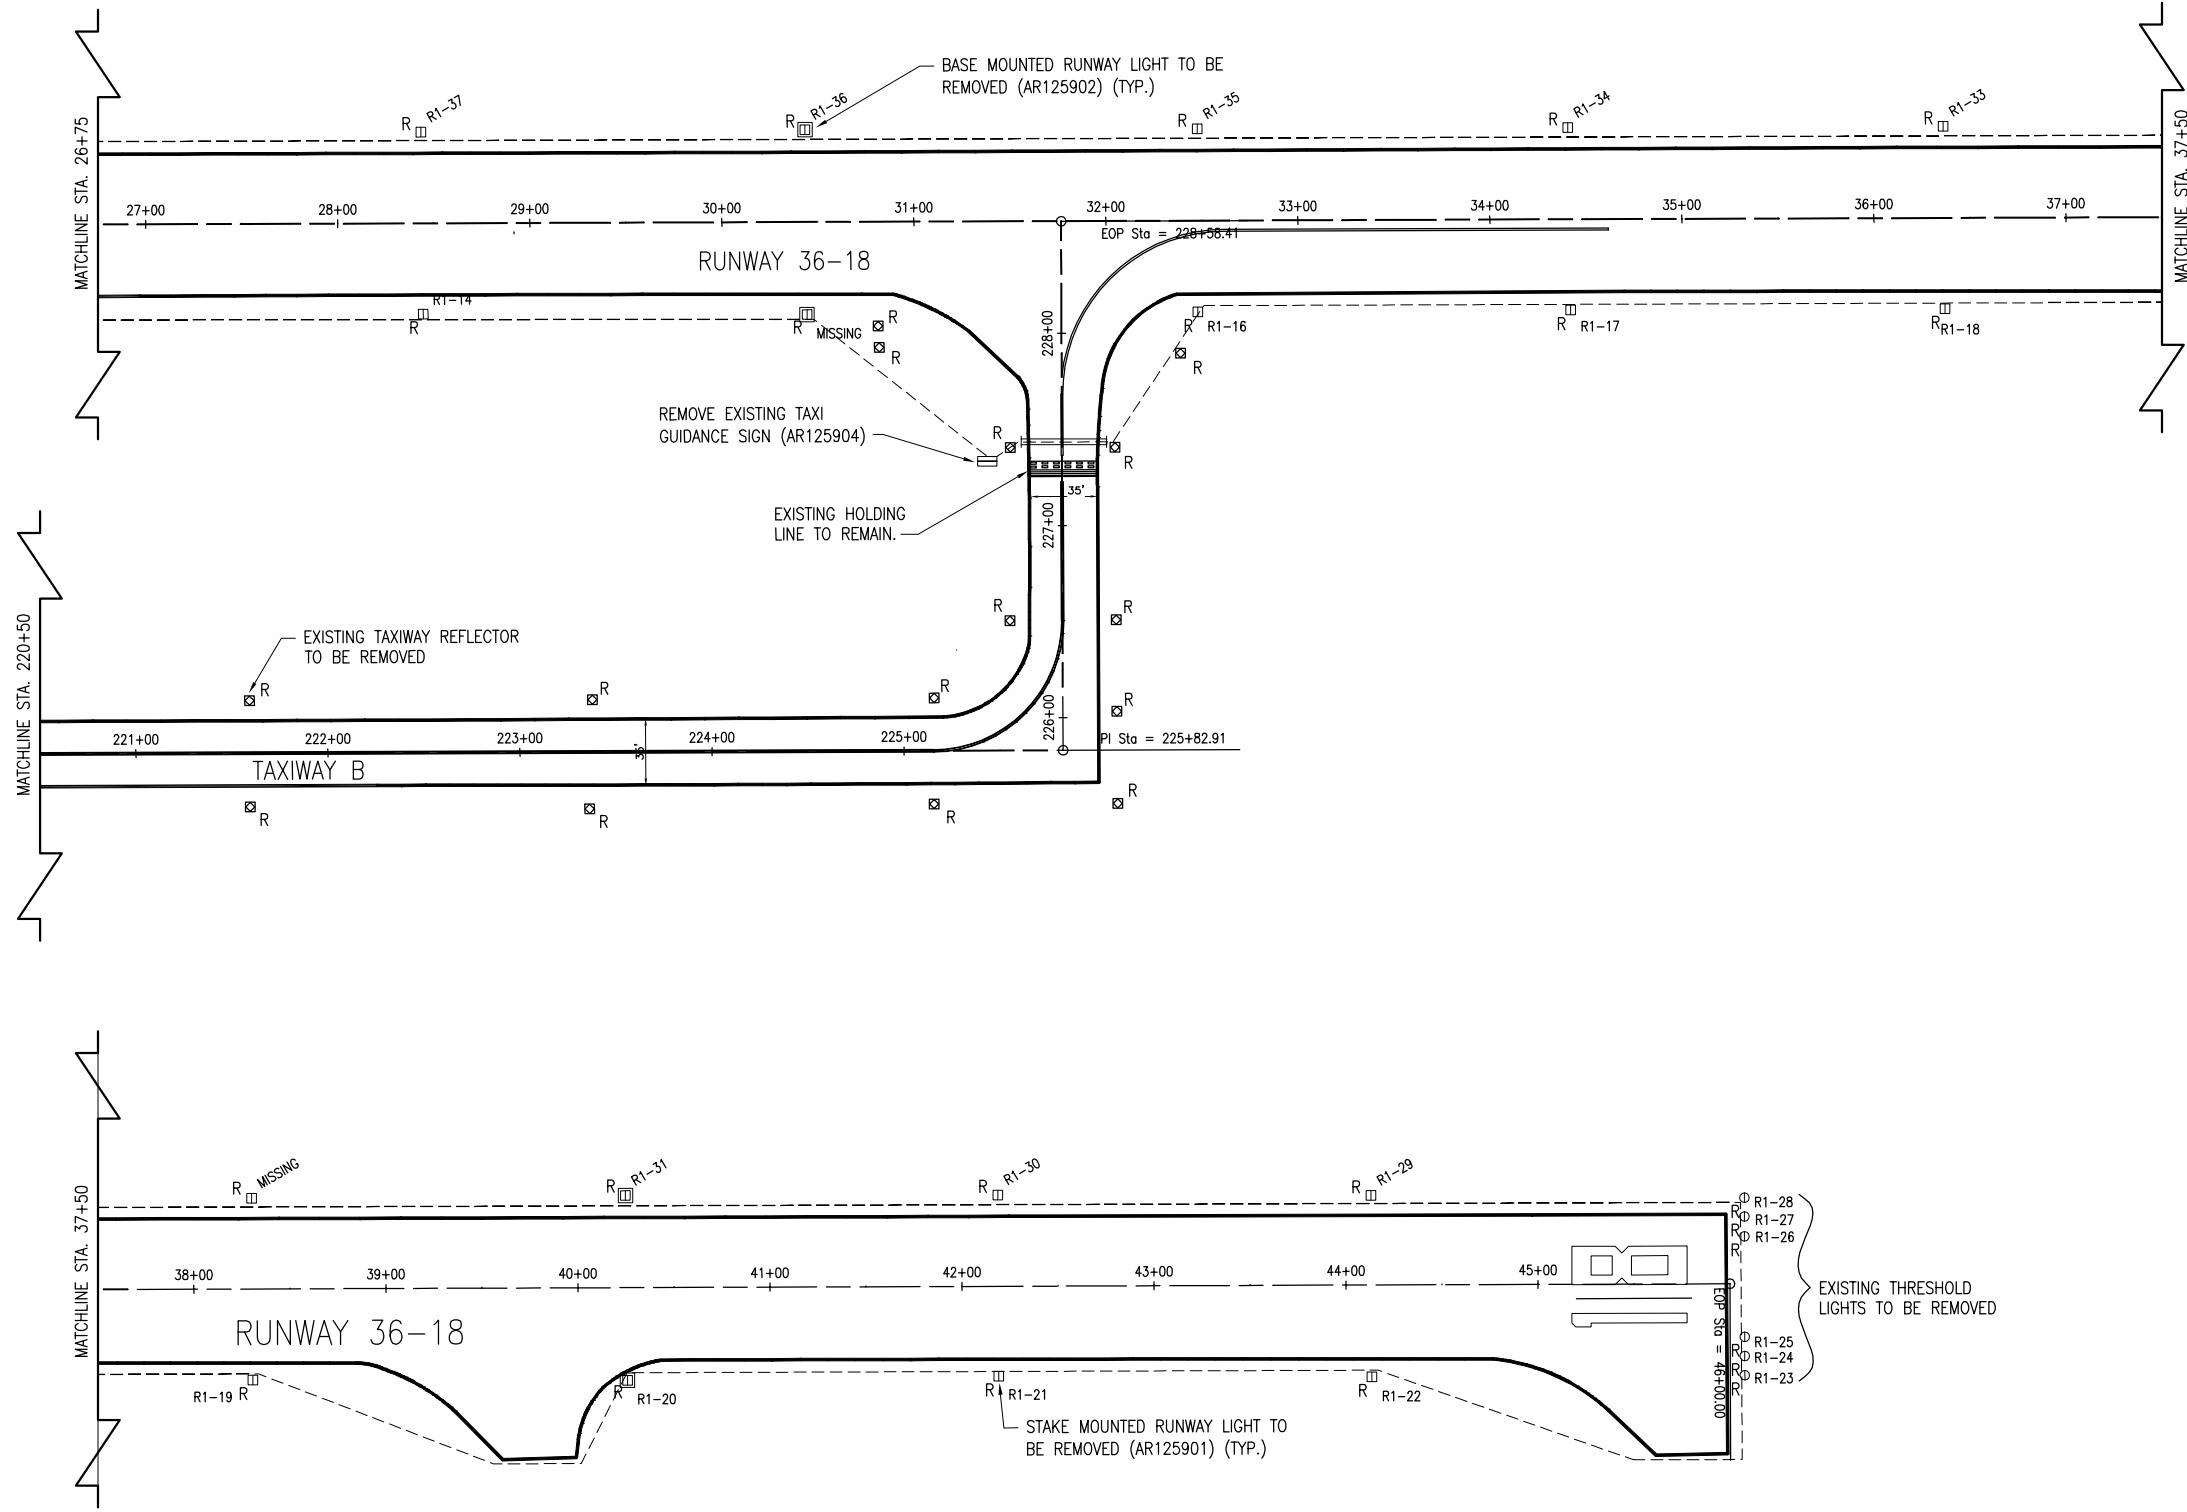 BASE MOUNTED RUNWAY LIGHT TO BE
REMOVED (AR125902) (TYP.)
R R1-37
R R1-36
R R1-35
R R1-34
R R1-33
MATCHLINE STA. 26+75
MATCHLINE STA. 37+50
27+00 28+00 29+00 30+00 31+00 32+00 33+00 34+00 35+00 36+00 37+00
EOP Sta = 228+58.41
RUNWAY 36-18
R1-14
R
R
MISSING
R
R
228+00
R R1-16
R
R R1-17
R R1-18
REMOVE EXISTING TAXI
GUIDANCE SIGN (AR125904)
R
R
35'
EXISTING HOLDING
LINE TO REMAIN.
227+00
R
R
MATCHLINE STA. 220+50
EXISTING TAXIWAY REFLECTOR
TO BE REMOVED
R
R
R
R
226+00
221+00 222+00 223+00 224+00 225+00
PI Sta = 225+82.91
35'
TAXIWAY B
R
R
R
R
MATCHLINE STA. 37+50
R MISSING
R R1-31
R R1-30
R R1-29
R1-28
R
R1-27
R
R1-26
R
38+00 39+00 40+00 41+00 42+00 43+00 44+00 45+00
18
EXISTING THRESHOLD
LIGHTS TO BE REMOVED
EOP Sta = 46+00.00
RUNWAY 36-18
R1-25
R
R1-24
R
R1-23
R
R1-19 R
R
R1-20
R R1-21
R R1-22
STAKE MOUNTED RUNWAY LIGHT TO
BE REMOVED (AR125901) (TYP.)